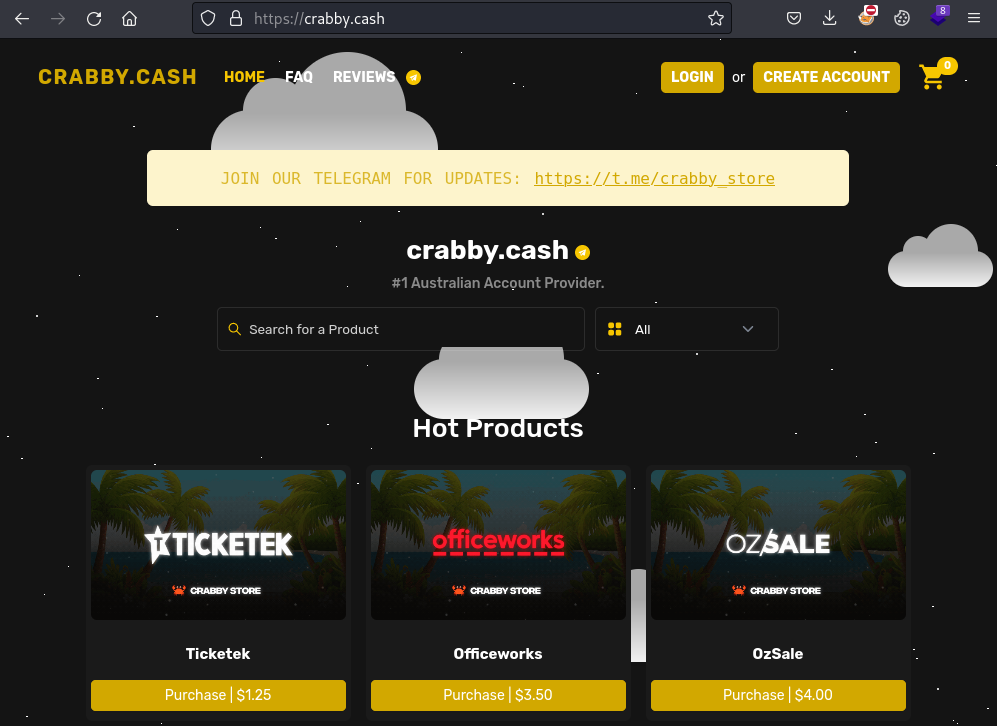 https://crabby.cash
8
CRABBY.CASH HOME FAQ REVIEWS LOGIN or CREATE ACCOUNT 0
JOIN OUR TELEGRAM FOR UPDATES: https://t.me/crabby_store
crabby.cash
#1 Australian Account Provider.
Search for a Product All
Hot Products
TICKETEK officeworks OZSALE
CRABBY STORE CRABBY STORE CRABBY STORE
Ticketek Officeworks OzSale
Purchase | $1.25 Purchase | $3.50 Purchase | $4.00